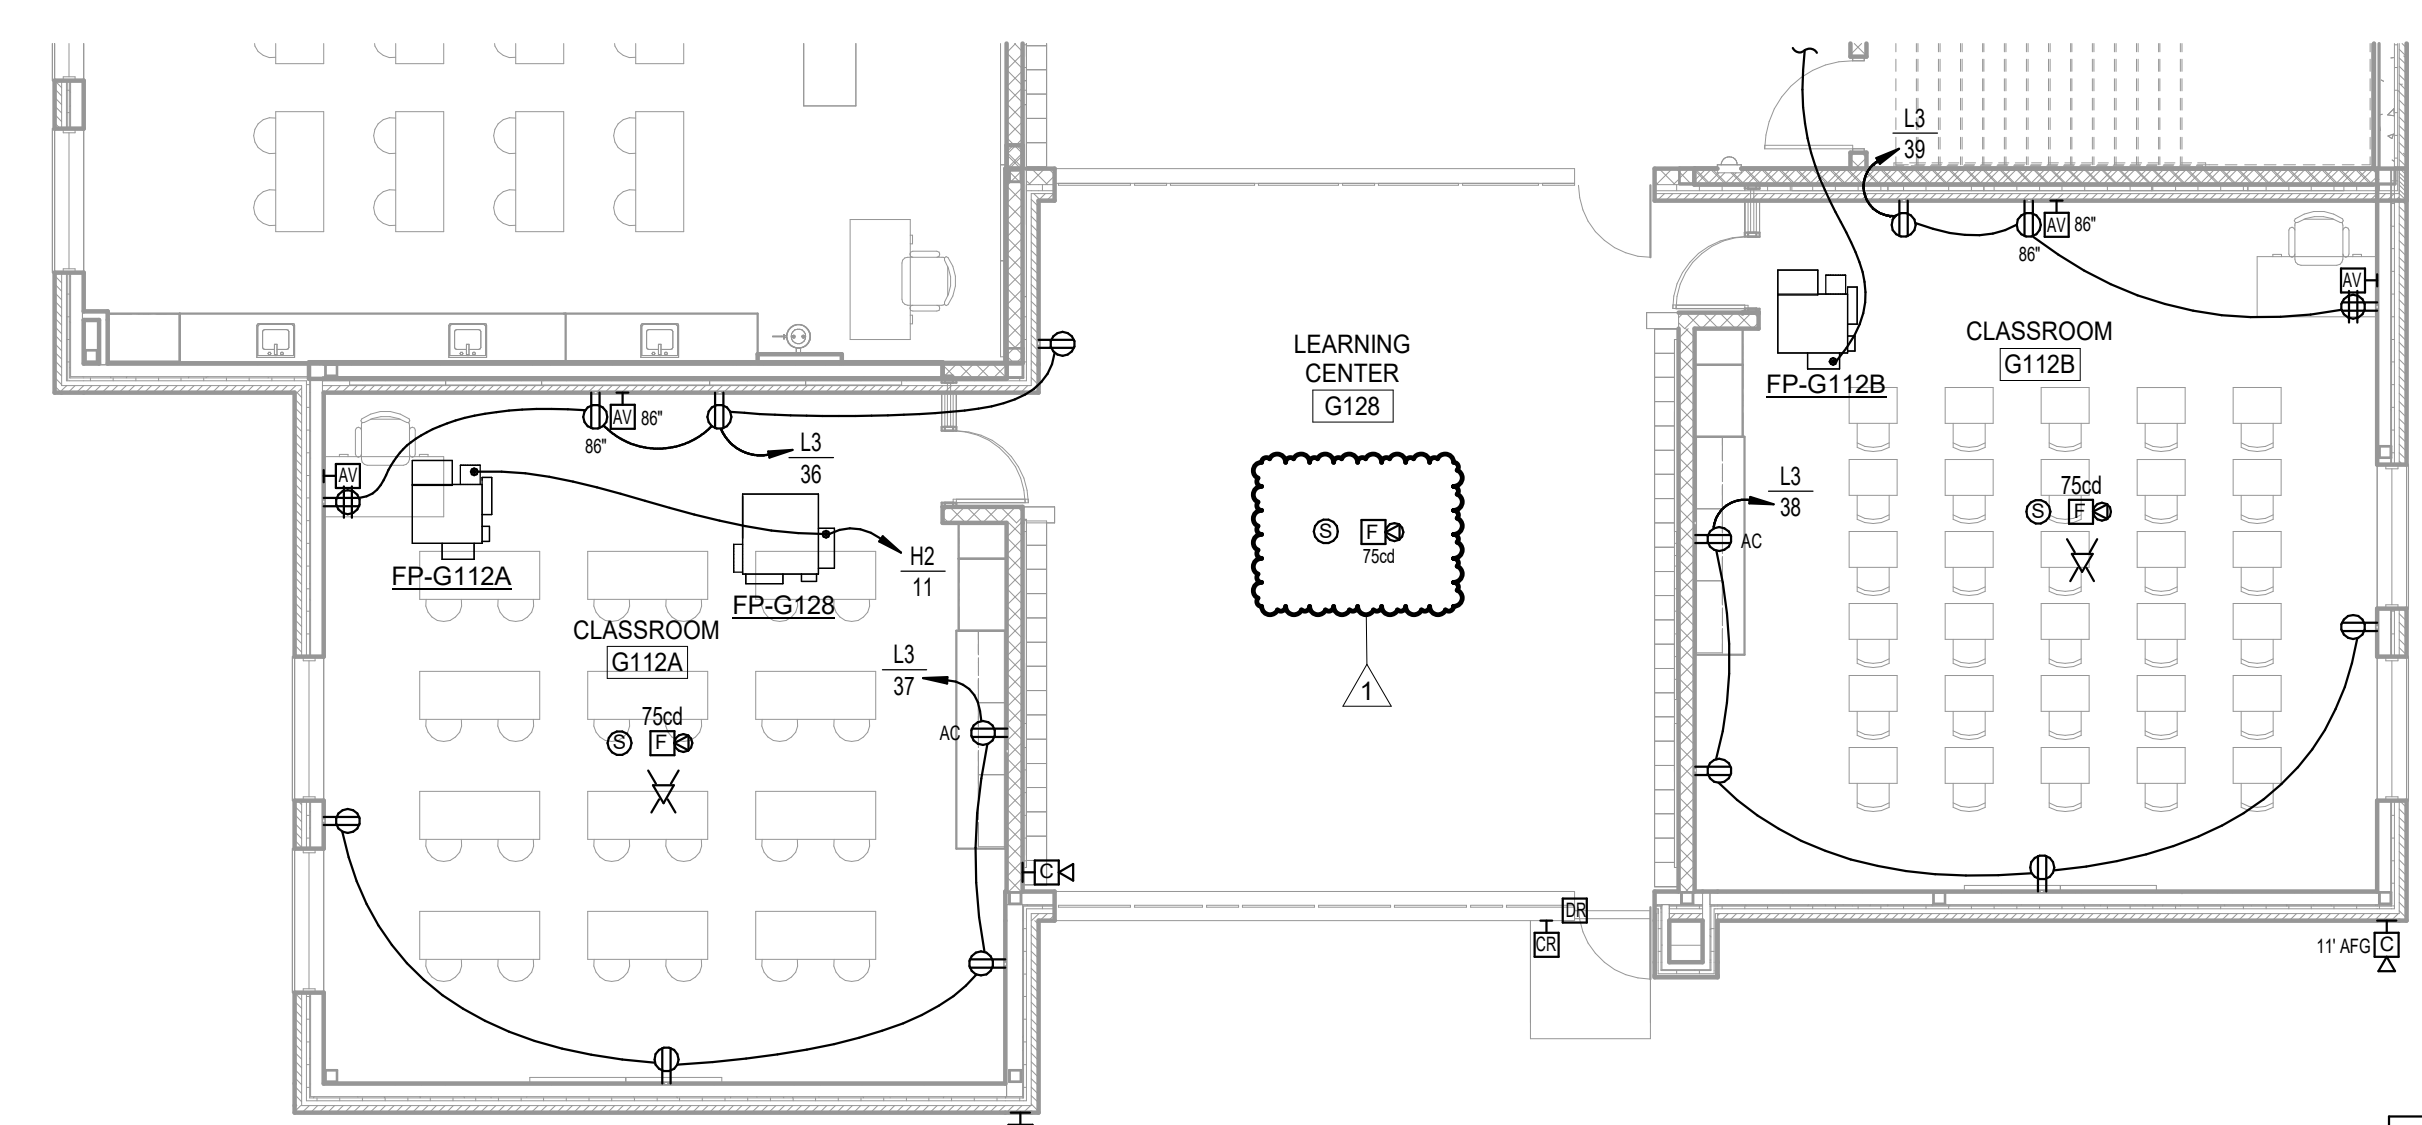 L3
39
AV 86"
86"
AV
LEARNING
CENTER
G128
CLASSROOM
G112B
FP-G112B
AV 86"
86"
L3
36
AV
FP-G112A
FP-G128
H2
11
CLASSROOM
G112A
75cd
S F
L3
37
AC
S F
75cd
1
L3
38
AC
75cd
S F
C
DR
CR
11' AFG C